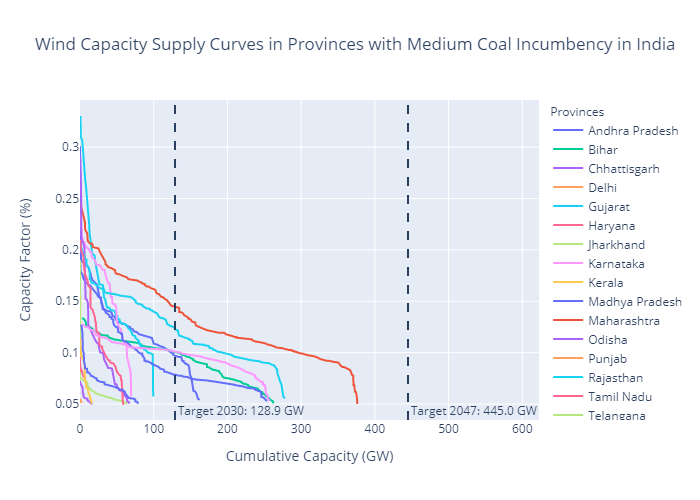 Wind Capacity Supply Curves in Provinces with Medium Coal Incumbency in India
Provinces
Andhra Pradesh
Bihar
Chhattisgarh
Delhi
Gujarat
Haryana
Jharkhand
Karnataka
Kerala
Madhya Pradesh
Maharashtra
Odisha
Punjab
Rajasthan
Tamil Nadu
Telangana
Capacity Factor (%)
0.3
0.25
0.2
0.15
0.1
0.05
Target 2030: 128.9 GW
Target 2047: 445.0 GW
0
100
200
300
400
500
600
Cumulative Capacity (GW)